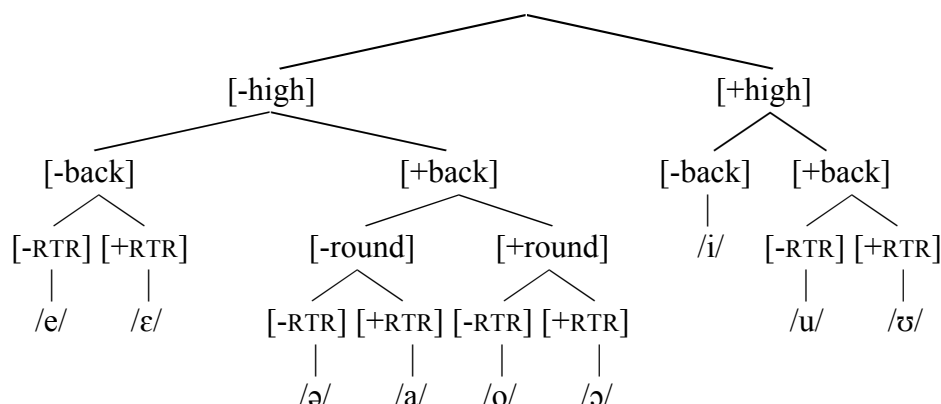 [-high] [+high]
[-back] [+back] [-back] [+back]
[-RTR] [+RTR] [-round] [+round] /i/ [-RTR] [+RTR]
/e/ /ɛ/ [-RTR] [+RTR] [-RTR] [+RTR] /u/ /ʊ/
/ə/ /a/ /o/ /ɔ/